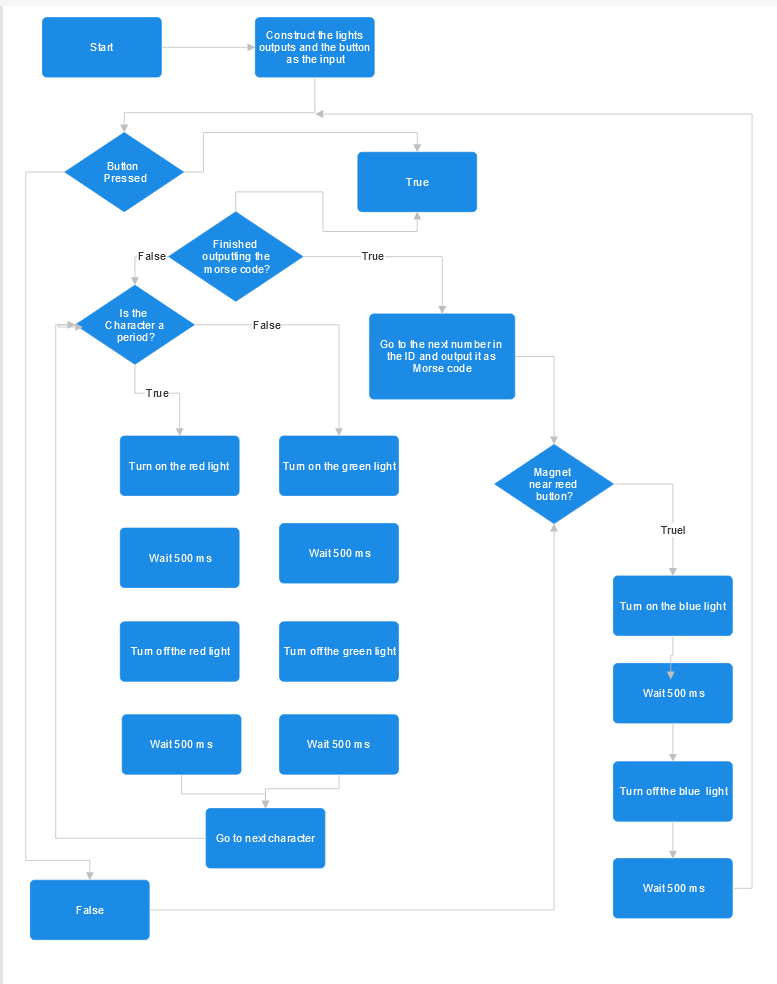 Start
Construct the lights
outputs and the button
as the input
Button
Pressed
True
Finished
outputting the
morse code?
False
True
Is the
Character a
period?
False
Go to the next number in
the ID and output it as
Morse code
True
Turn on the red light
Turn on the green light
Magnet
near reed
button?
Truel
Wait 500 ms
Wait 500 ms
Turn on the blue light
Turn off the red light
Turn off the green light
Wait 500 ms
Wait 500 ms
Wait 500 ms
Turn off the blue light
Go to next character
Wait 500 ms
False